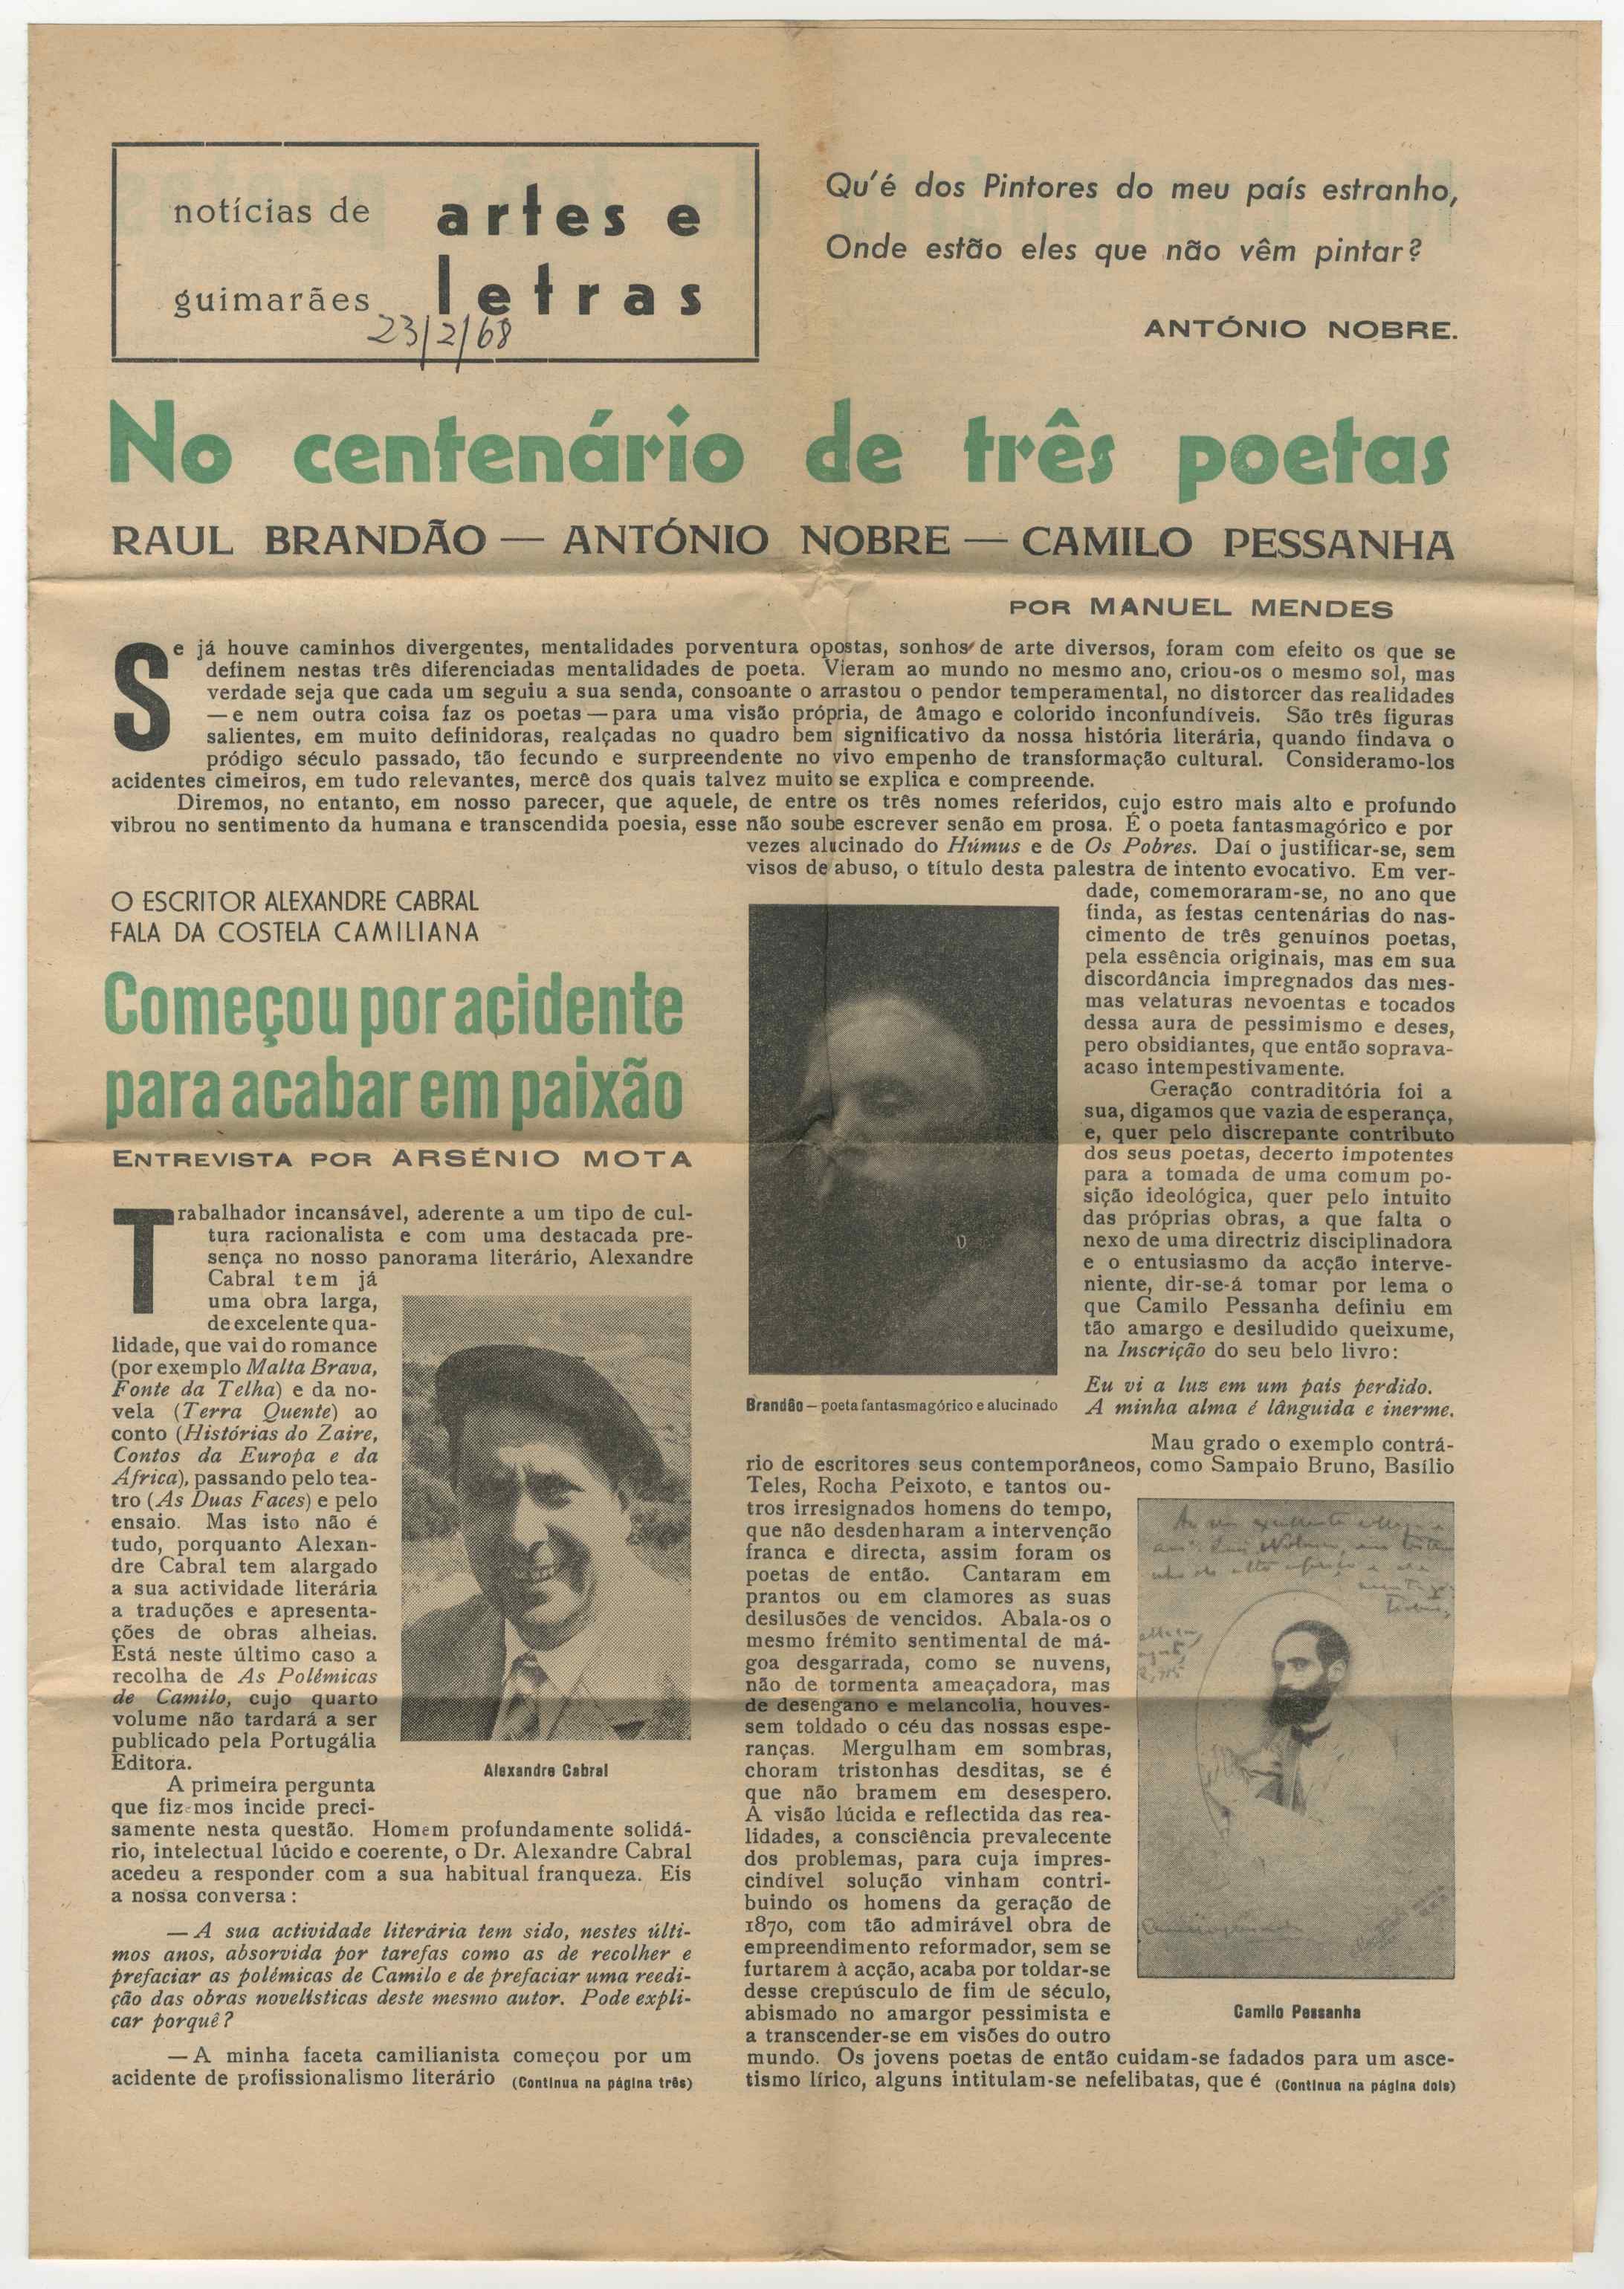 notícias de
guimarães
artes e
letras
23/2/68
Qu'é dos Pintores do meu país estranho,
Onde estão eles que não vêm pintar?
ANTÓNIO NOBRE.
No centenário de três poetas
RAUL BRANDÃO — ANTÓNIO NOBRE — CAMILO PESSANHA
POR MANUEL MENDES
Se já houve caminhos divergentes, mentalidades porventura opostas, sonhos de arte diversos, foram com efeito os que se
definem nestas três diferenciadas mentalidades de poeta. Vieram ao mundo no mesmo ano, criou-os o mesmo sol, mas
verdade seja que cada um seguiu a sua senda, consoante o arrastou o pendor temperamental, no distorcer das realidades
— e nem outra coisa faz os poetas — para uma visão própria, de âmago e colorido inconfundíveis. São três figuras
salientes, em muito definidoras, realçadas no quadro bem significativo da nossa história literária, quando findava o
pródigo século passado, tão fecundo e surpreendente no vivo empenho de transformação cultural. Consideramo-los
acidentes cimeiros, em tudo relevantes, mercê dos quais talvez muito se explica e compreende.
Diremos, no entanto, em nosso parecer, que aquele, de entre os três nomes referidos, cujo estro mais alto e profundo
vibrou no sentimento da humana e transcendida poesia, esse não soube escrever senão em prosa. É o poeta fantasmagórico e por
vezes alucinado do Húmus e de Os Pobres. Daí o justificar-se, sem
visos de abuso, o título desta palestra de intento evocativo. Em ver-
dade, comemoraram-se, no ano que
finda, as festas centenárias do nas-
cimento de três genuínos poetas,
pela essência originais, mas em sua
discordância impregnados das mes-
mas velaturas nevoentas e tocados
dessa aura de pessimismo e deses,
pero obsidiantes, que então soprava-
acaso intempestivamente.
Geração contraditória foi a
sua, digamos que vazia de esperança,
e, quer pelo discrepante contributo
dos seus poetas, decerto impotentes
para a tomada de uma comum po-
sição ideológica, quer pelo intuito
das próprias obras, a que falta o
nexo de uma directriz disciplinadora
e o entusiasmo da acção interve-
niente, dir-se-á tomar por lema o
que Camilo Pessanha definiu em
tão amargo e desiludido queixume,
na Inscrição do seu belo livro:
Eu vi a luz em um país perdido.
A minha alma é lânguida e inerme.
Brandão — poeta fantasmagórico e alucinado
Mau grado o exemplo contrá-
rio de escritores seus contemporâneos, como Sampaio Bruno, Basílio
Teles, Rocha Peixoto, e tantos ou-
tros irresignados homens do tempo,
que não desdenharam a intervenção
franca e directa, assim foram os
poetas de então. Cantaram em
prantos ou em clamores as suas
desilusões de vencidos. Abala-os o
mesmo frémito sentimental de má-
goa desgarrada, como se nuvens,
não de tormenta ameaçadora, mas
de desengano e melancolia, houves-
sem toldado o céu das nossas espe-
ranças. Mergulham em sombras,
choram tristonhas desditas, se é
que não bramem em desespero.
A visão lúcida e reflectida das rea-
lidades, a consciência prevalecente
dos problemas, para cuja impres-
cindível solução vinham contri-
buindo os homens da geração de
1870, com tão admirável obra de
empreendimento reformador, sem se
furtarem à acção, acaba por toldar-se
desse crepúsculo de fim de século,
abismado no amargor pessimista e
a transcender-se em visões do outro
mundo. Os jovens poetas de então cuidam-se fadados para um asce-
tismo lírico, alguns intitulam-se nefelibatas, que é (Continua na página dois)
Camilo Pessanha
O ESCRITOR ALEXANDRE CABRAL
FALA DA COSTELA CAMILIANA
Começou por acidente
para acabar em paixão
ENTREVISTA POR ARSÉNIO MOTA
Trabalhador incansável, aderente a um tipo de cul-
tura racionalista e com uma destacada pre-
sença no nosso panorama literário, Alexandre
Cabral tem já
uma obra larga,
de excelente qua-
lidade, que vai do romance
(por exemplo Malta Brava,
Fonte da Telha) e da no-
vela (Terra Quente) ao
conto (Histórias do Zaire,
Contos da Europa e da
África), passando pelo tea-
tro (As Duas Faces) e pelo
ensaio. Mas isto não é
tudo, porquanto Alexan-
dre Cabral tem alargado
a sua actividade literária
a traduções e apresenta-
ções de obras alheias.
Está neste último caso a
recolha de As Polémicas
de Camilo, cujo quarto
volume não tardará a ser
publicado pela Portugália
Editora.
Alexandre Cabral
A primeira pergunta
que fizemos incide preci-
samente nesta questão. Homem profundamente solidá-
rio, intelectual lúcido e coerente, o Dr. Alexandre Cabral
acedeu a responder com a sua habitual franqueza. Eis
a nossa conversa:
— A sua actividade literária tem sido, nestes últi-
mos anos, absorvida por tarefas como as de recolher e
prefaciar as polémicas de Camilo e de prefaciar uma reedi-
ção das obras novelísticas deste mesmo autor. Pode expli-
car porquê?
— A minha faceta camilianista começou por um
acidente de profissionalismo literário (Continua na página três)